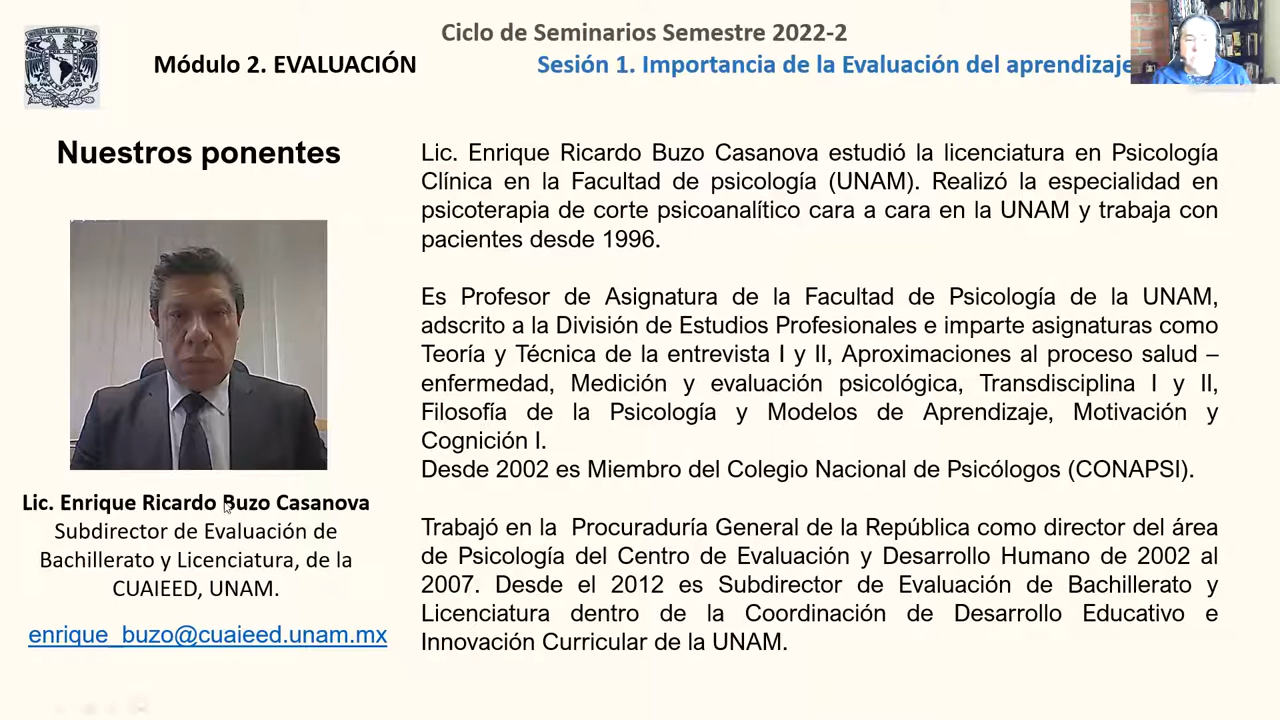 Ciclo de Seminarios Semestre 2022-2
Módulo 2. EVALUACIÓN
Sesión 1. Importancia de la Evaluación del aprendizaje
Nuestros ponentes
Lic. Enrique Ricardo Buzo Casanova
Subdirector de Evaluación de
Bachillerato y Licenciatura, de la
CUAIEED, UNAM.
enrique_buzo@cuaieed.unam.mx
Lic. Enrique Ricardo Buzo Casanova estudió la licenciatura en Psicología
Clínica en la Facultad de psicología (UNAM). Realizó la especialidad en
psicoterapia de corte psicoanalítico cara a cara en la UNAM y trabaja con
pacientes desde 1996.
Es Profesor de Asignatura de la Facultad de Psicología de la UNAM,
adscrito a la División de Estudios Profesionales e imparte asignaturas como
Teoría y Técnica de la entrevista I y II, Aproximaciones al proceso salud –
enfermedad, Medición y evaluación psicológica, Transdisciplina I y II,
Filosofía de la Psicología y Modelos de Aprendizaje, Motivación y
Cognición I.
Desde 2002 es Miembro del Colegio Nacional de Psicólogos (CONAPSI).
Trabajó en la Procuraduría General de la República como director del área
de Psicología del Centro de Evaluación y Desarrollo Humano de 2002 al
2007. Desde el 2012 es Subdirector de Evaluación de Bachillerato y
Licenciatura dentro de la Coordinación de Desarrollo Educativo e
Innovación Curricular de la UNAM.